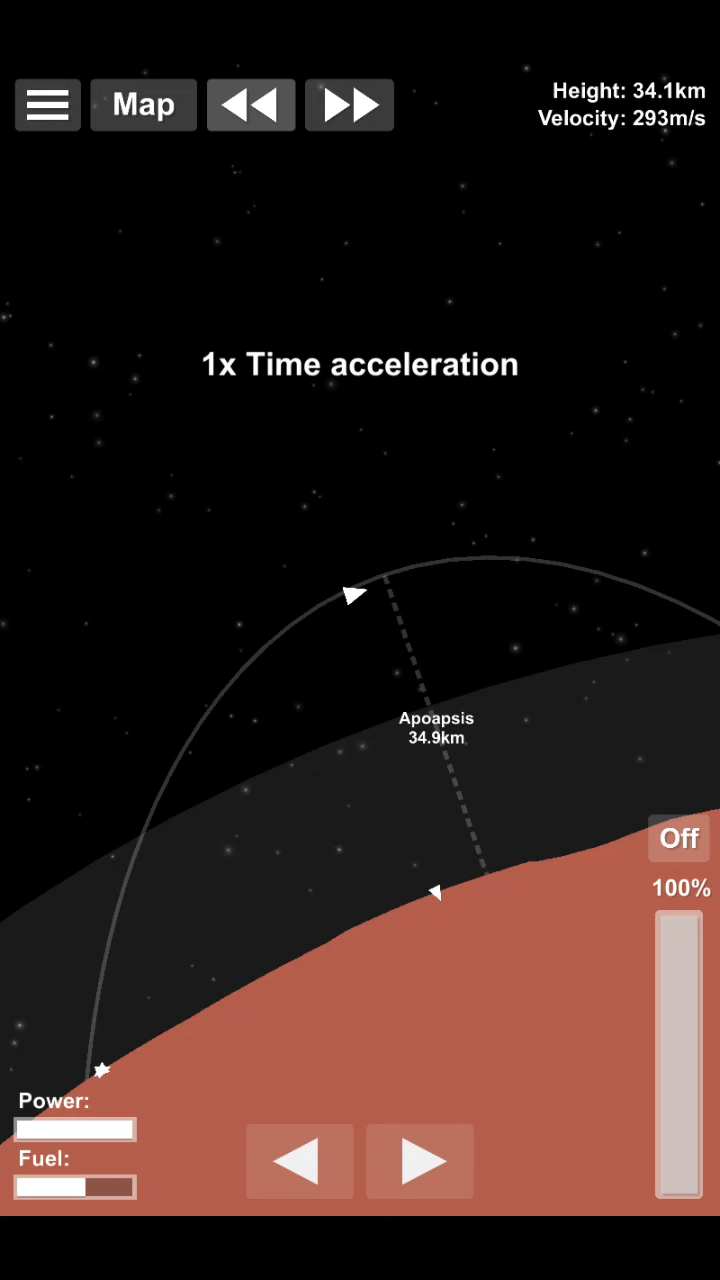 Map
Height: 34.1km
Velocity: 293m/s
1x Time acceleration
Apoapsis
34.9km
Off
100%
Power:
Fuel: